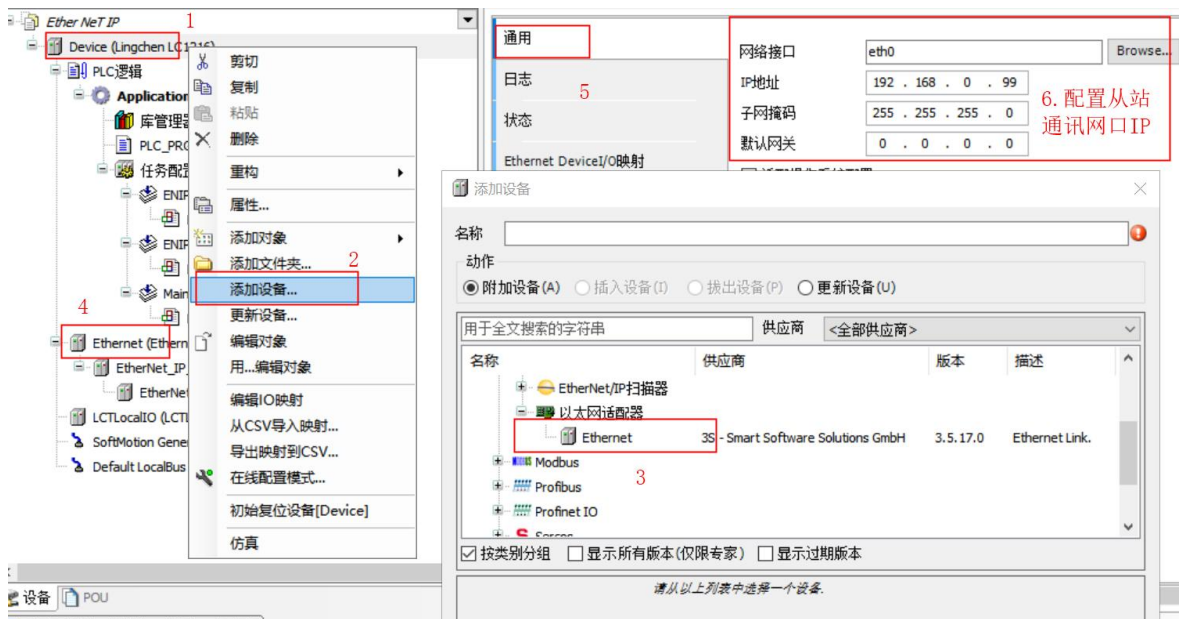 Ether NeT IP
1
Device (Lingchen LC1216)
PLC逻辑
Application
库管理器
PLC_PRG
任务配置
ENIP
ENIP
Main
4
Ethernet (Ethern
EtherNet_IP_
EtherNet
LCTLocalIO (LCTL
SoftMotion Gener
Default LocalBus
设备
POU
剪切
复制
粘贴
删除
重构
属性...
添加对象
添加文件夹...
2
添加设备...
更新设备...
编辑对象
用...编辑对象
编辑IO映射
从CSV导入映射...
导出映射到CSV...
在线配置模式...
初始复位设备[Device]
仿真
通用
日志
5
状态
Ethernet DeviceI/O映射
网络接口 eth0 Browse...
IP地址 192 . 168 . 0 . 99
子网掩码 255 . 255 . 255 . 0
默认网关 0 . 0 . 0 . 0
6.配置从站
通讯网口IP
添加设备
名称
动作
附加设备(A) 插入设备(I) 拔出设备(P) 更新设备(U)
用于全文搜索的字符串 供应商 <全部供应商>
名称 供应商 版本 描述
EtherNet/IP扫描器
以太网适配器
Ethernet 3S - Smart Software Solutions GmbH 3.5.17.0 Ethernet Link.
3
Modbus
Profibus
Profinet IO
Sercos
按类别分组 显示所有版本(仅限专家) 显示过期版本
请从以上列表中选择一个设备.